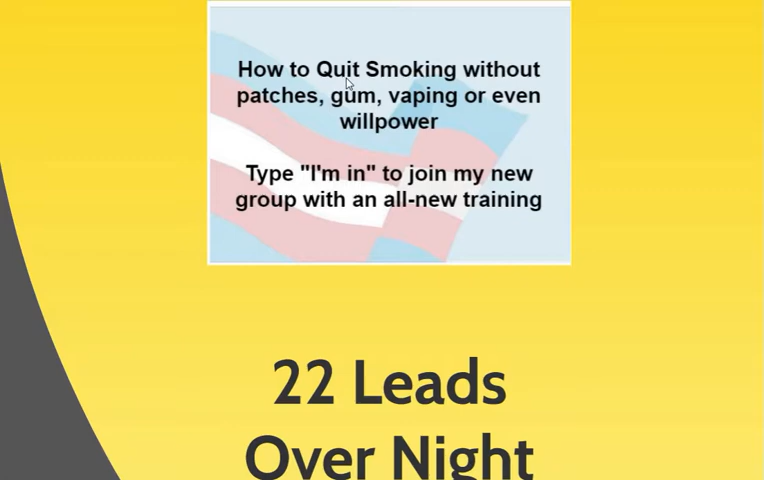 How to Quit Smoking without
patches, gum, vaping or even
willpower
Type "I'm in" to join my new
group with an all-new training
22 Leads
Over Night